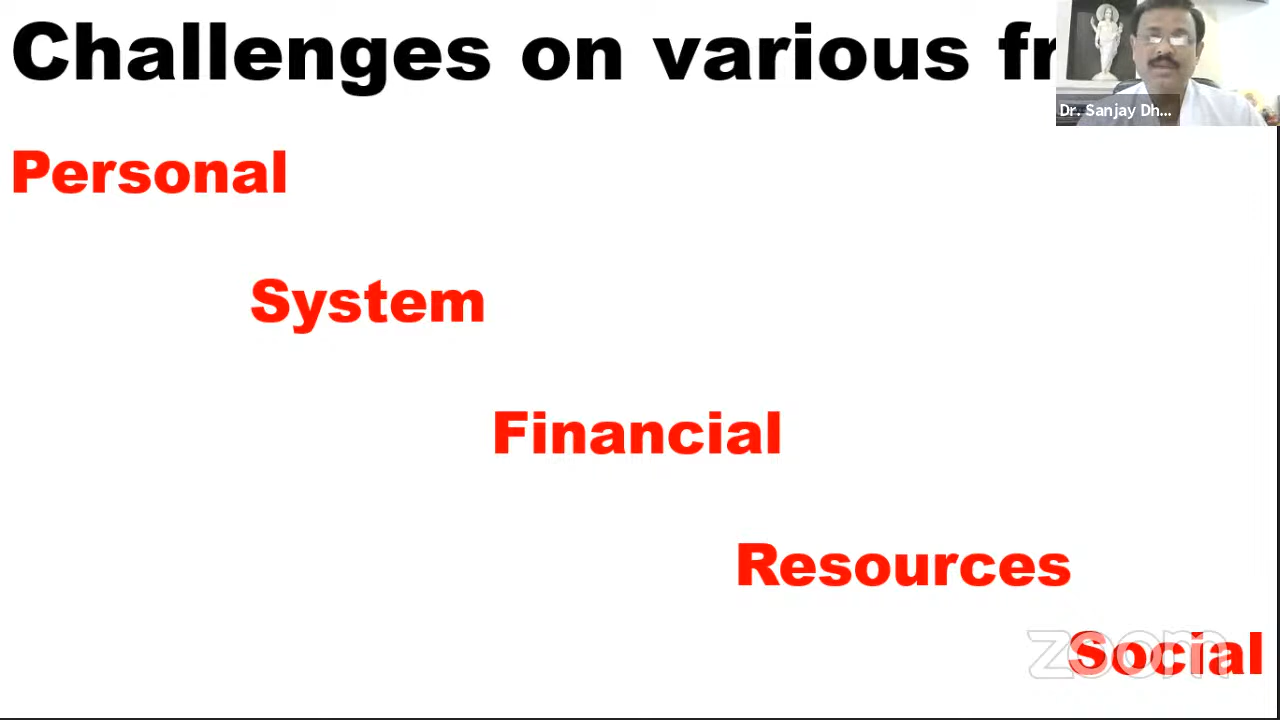 Challenges on various fr
Dr. Sanjay Dh...
Personal
System
Financial
Resources
zoom
Social